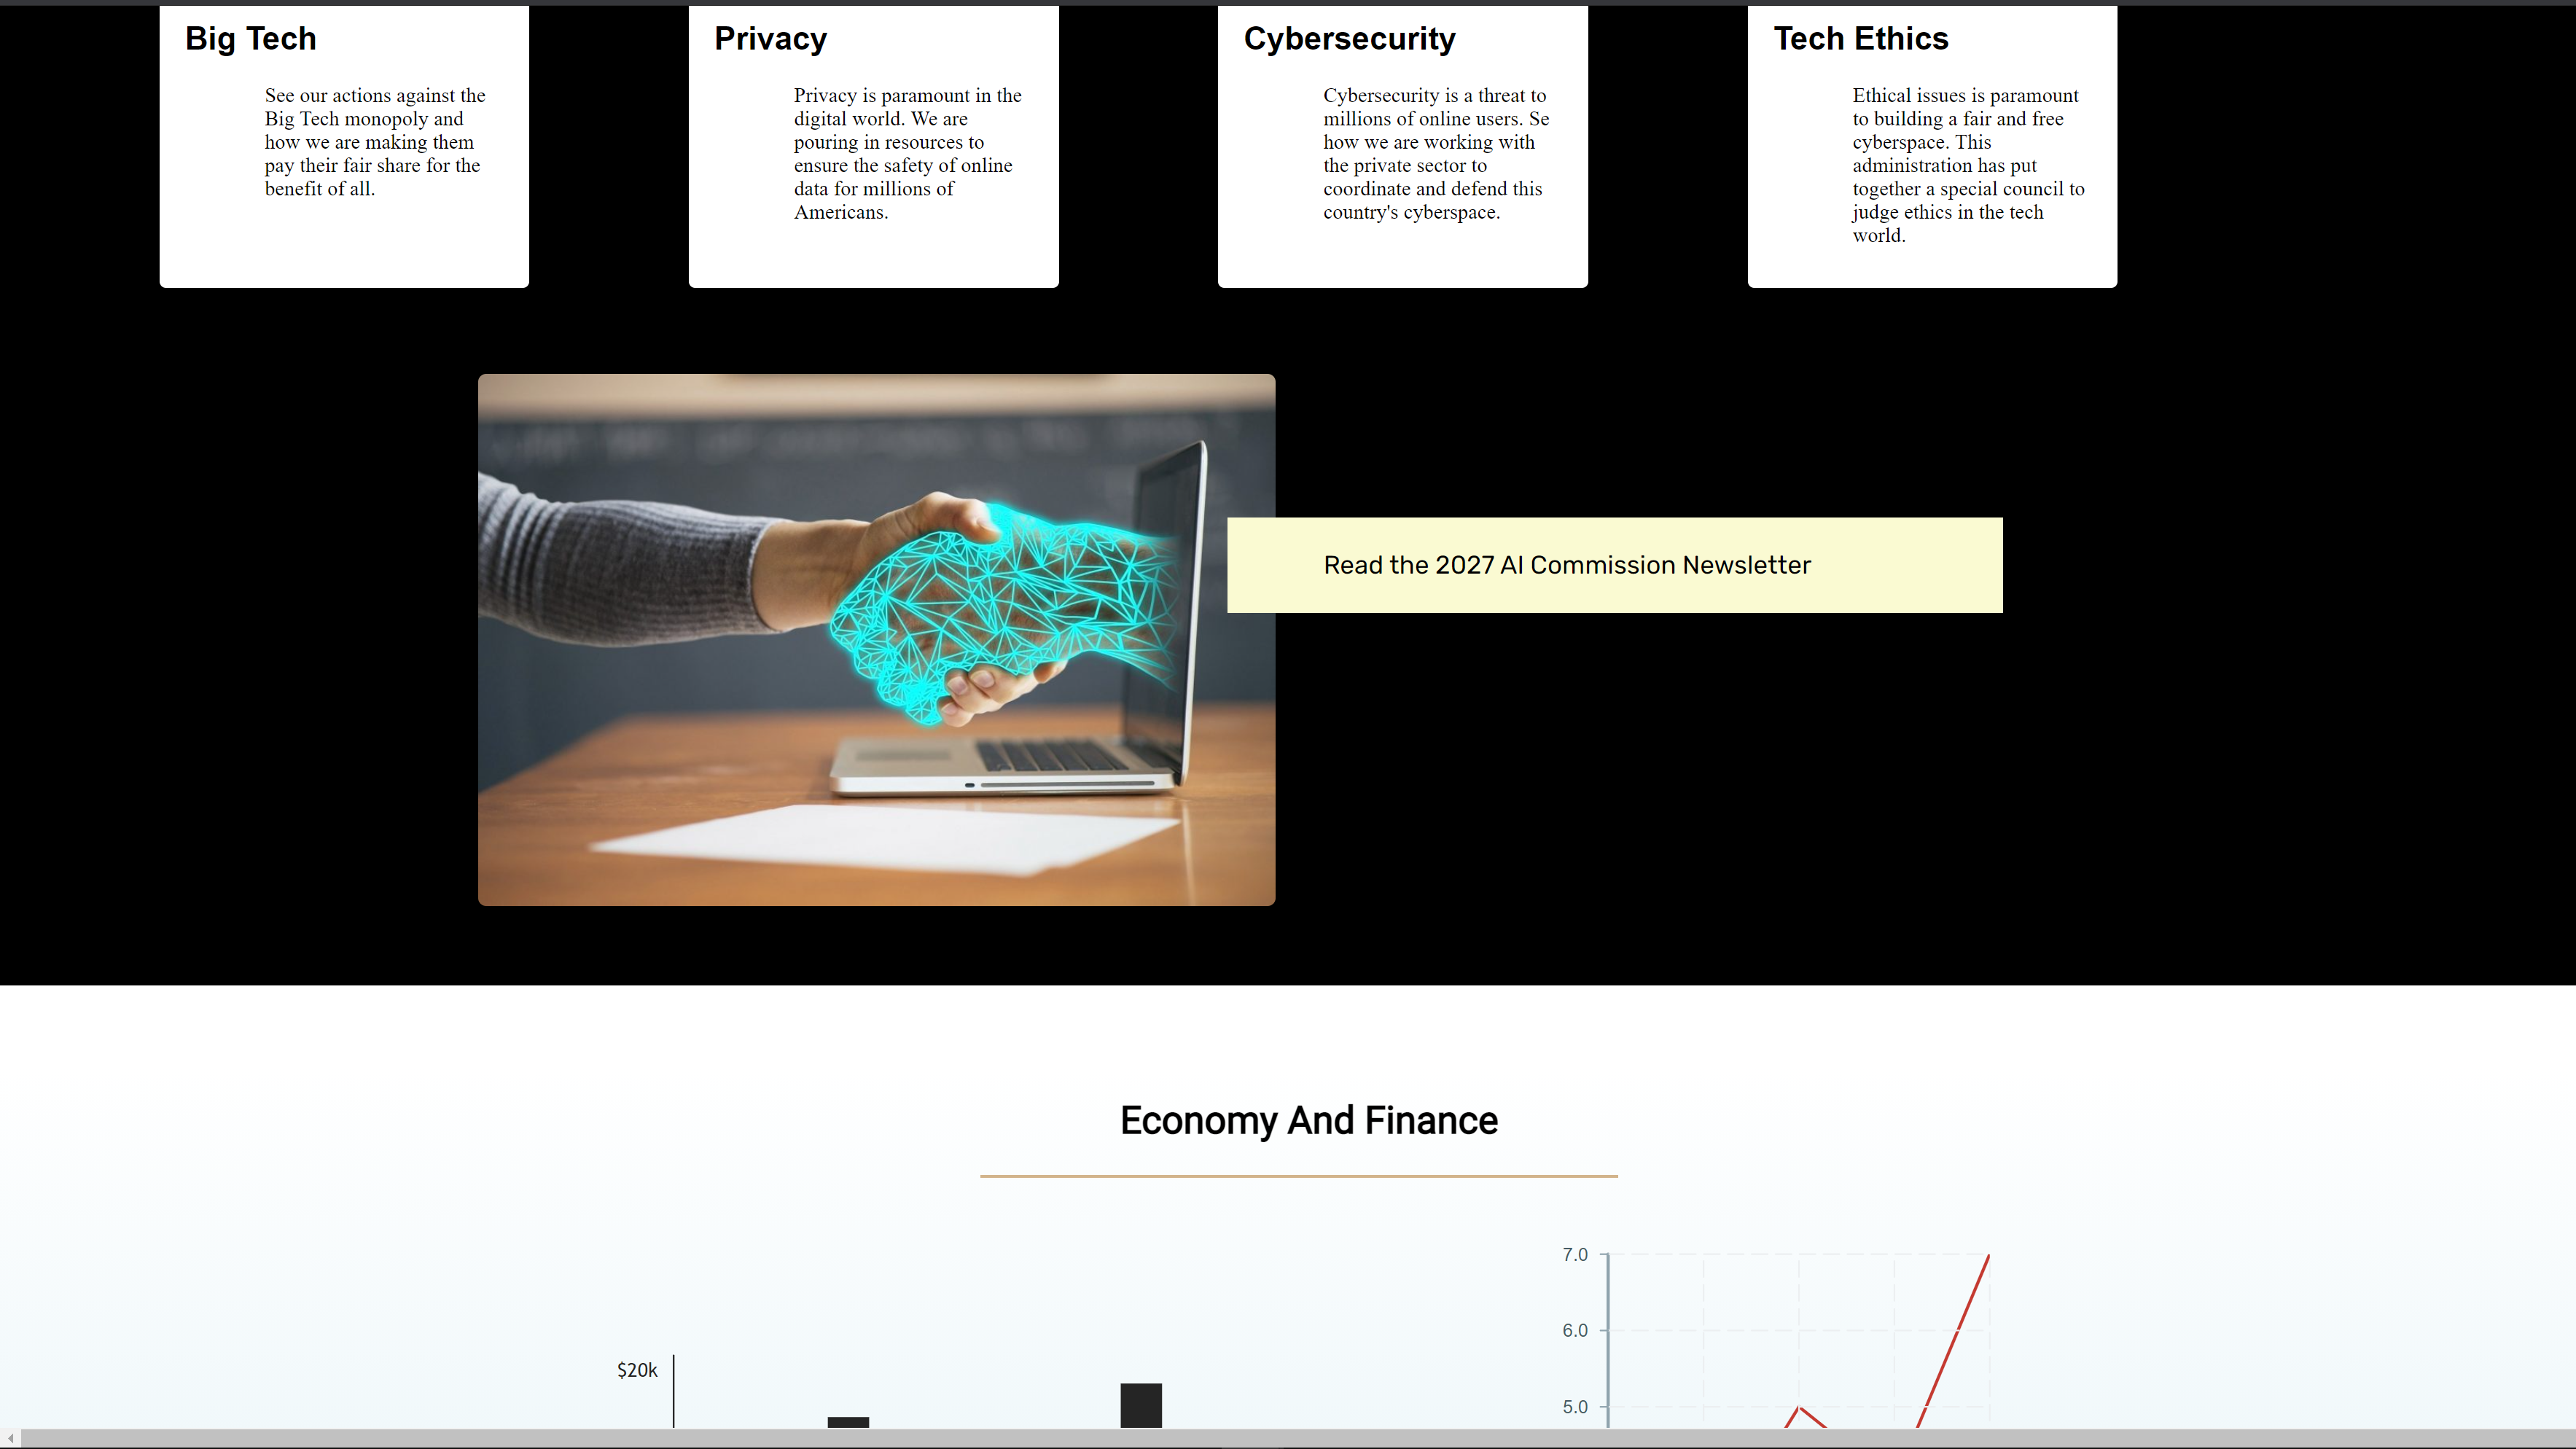 Big Tech
See our actions against the
Big Tech monopoly and
how we are making them
pay their fair share for the
benefit of all.
Privacy
Privacy is paramount in the
digital world. We are
pouring in resources to
ensure the safety of online
data for millions of
Americans.
Cybersecurity
Cybersecurity is a threat to
millions of online users. Se
how we are working with
the private sector to
coordinate and defend this
country's cyberspace.
Tech Ethics
Ethical issues is paramount
to building a fair and free
cyberspace. This
administration has put
together a special council to
judge ethics in the tech
world.
Read the 2027 AI Commission Newsletter
Economy And Finance
$20k
7.0
6.0
5.0